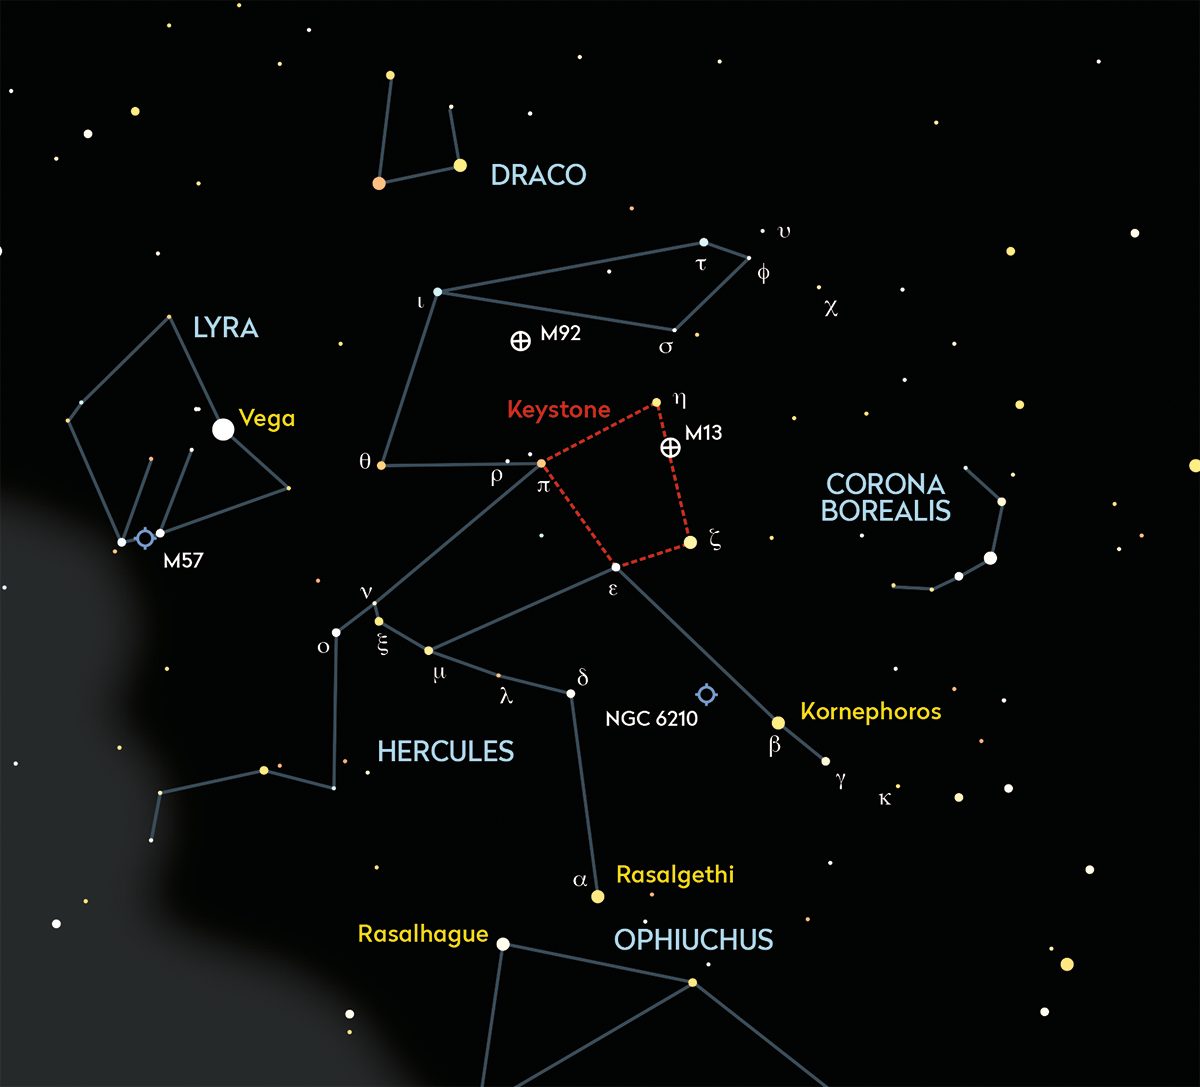 DRACO
υ
τ
φ
ι
χ
LYRA
M92
σ
Keystone
η
Vega
M13
θ
ρ
π
CORONA
BOREALIS
ζ
M57
ε
ν
ο
ξ
μ
δ
λ
NGC 6210
Kornephoros
β
HERCULES
γ
κ
Rasalgethi
α
Rasalhague
OPHIUCHUS